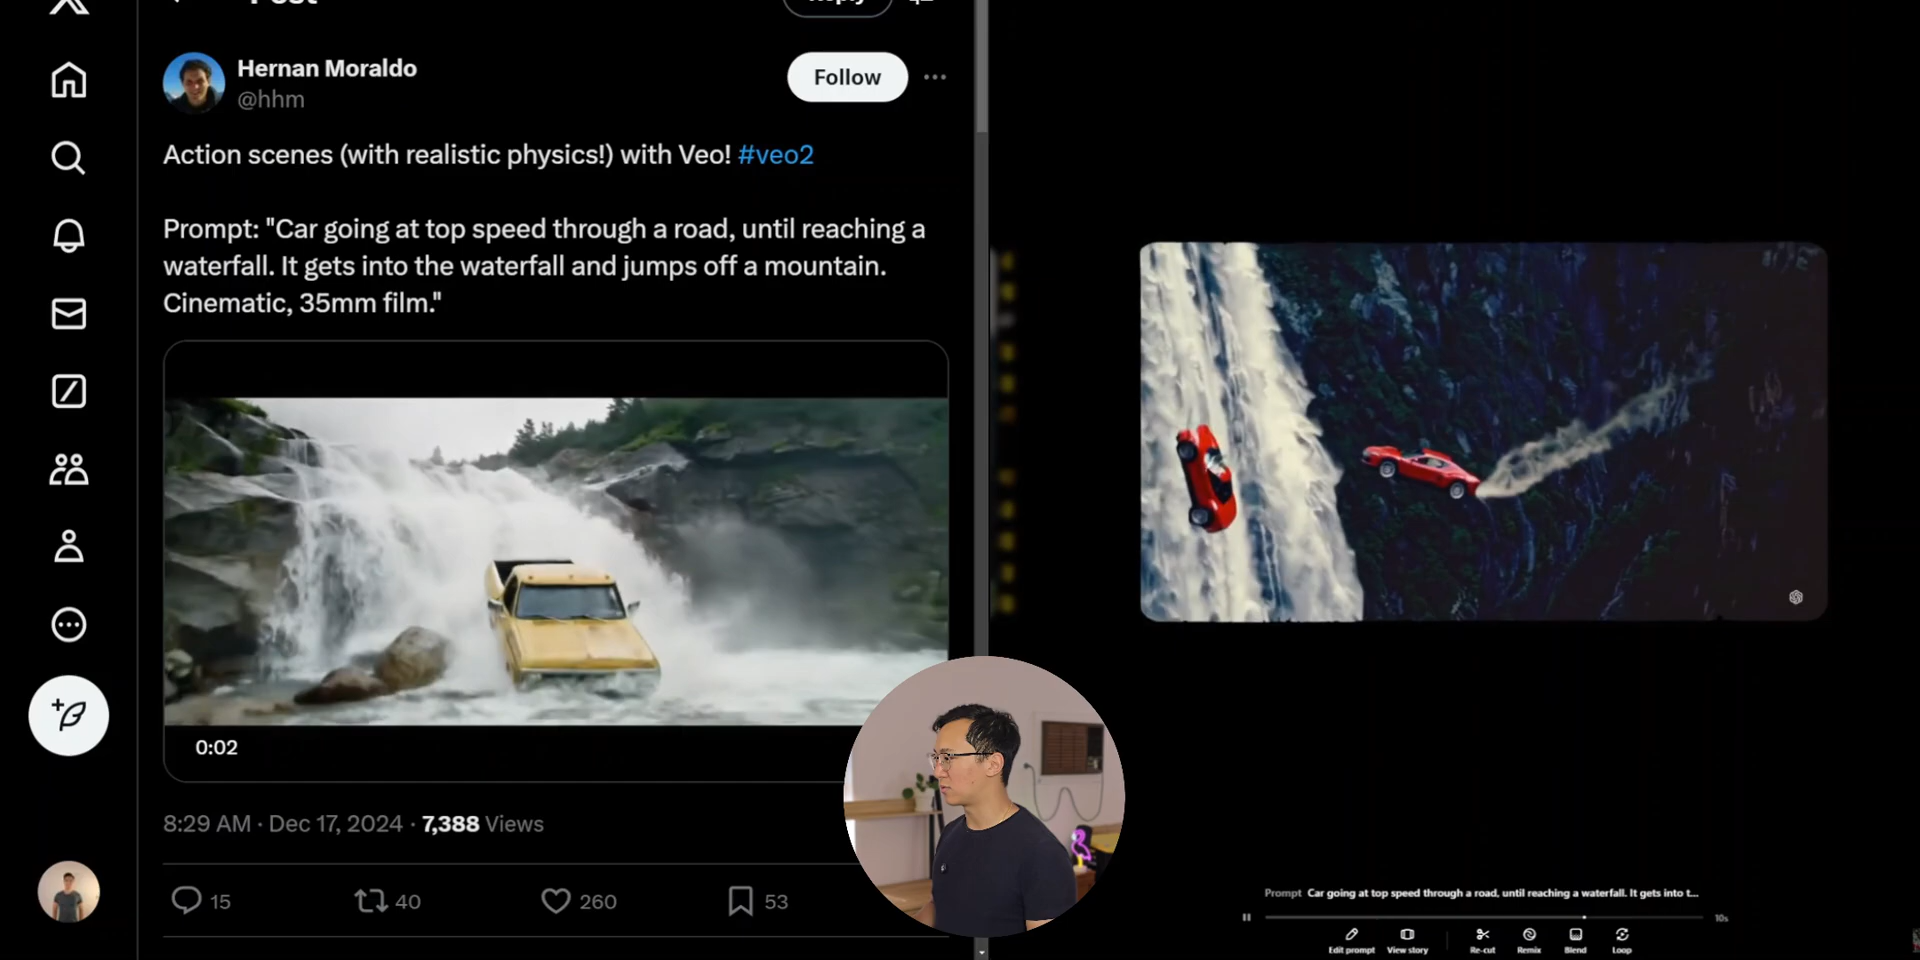 Post
Reply
Hernan Moraldo
@hhm
Follow
Action scenes (with realistic physics!) with Veo! #veo2
Prompt: "Car going at top speed through a road, until reaching a
waterfall. It gets into the waterfall and jumps off a mountain.
Cinematic, 35mm film."
0:02
8:29 AM · Dec 17, 2024 · 7,388 Views
15
40
260
53
Prompt Car going at top speed through a road, until reaching a waterfall. It gets into t...
10s
Edit prompt
View story
Re-cut
Remix
Blend
Loop